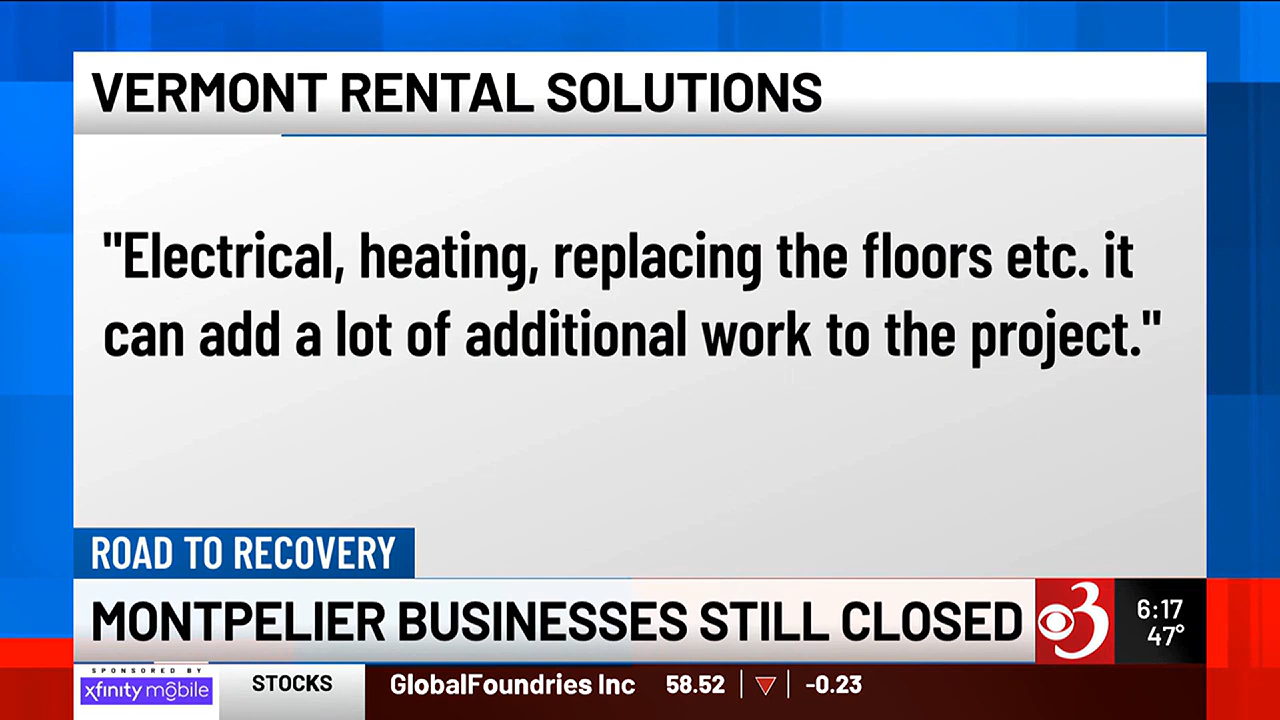 VERMONT RENTAL SOLUTIONS
"Electrical, heating, replacing the floors etc. it
can add a lot of additional work to the project."
ROAD TO RECOVERY
MONTPELIER BUSINESSES STILL CLOSED
3
6:17
47°
SPONSORED BY
xfinity mobile
STOCKS
GlobalFoundries Inc 58.52 -0.23